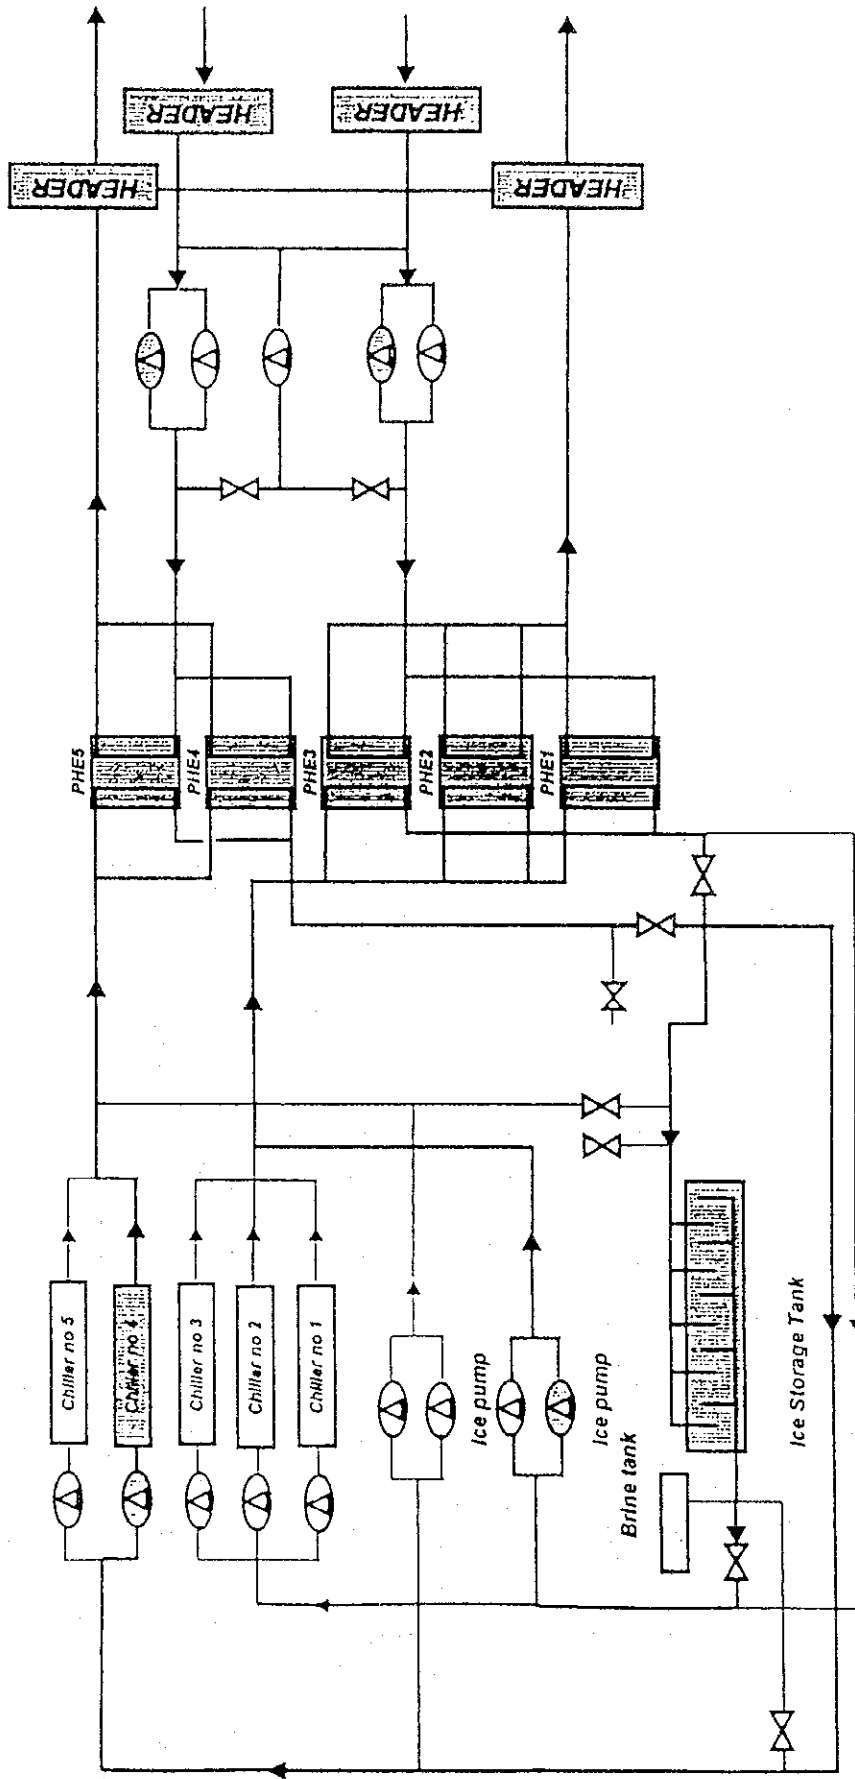 HEADER
HEADER
HEADER
HEADER
PHE5
PHE4
PHE3
PHE2
PHE1
Chiller no 5
Chiller no 4
Chiller no 3
Chiller no 2
Chiller no 1
Ice pump
Ice pump
Brine tank
Ice Storage Tank